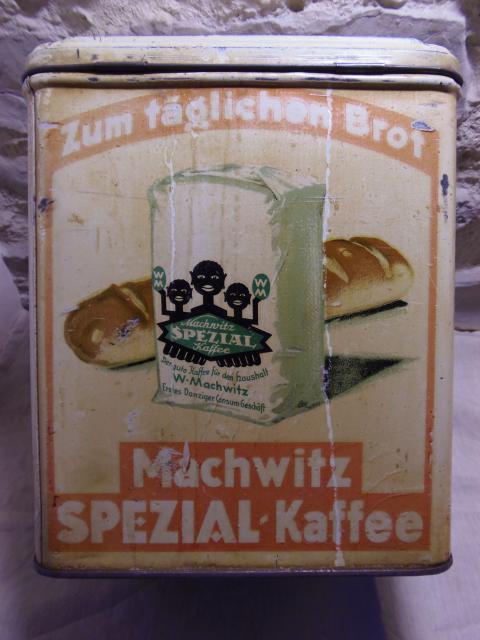 Zum täglichen Brot
WM
WM
Machwitz
SPEZIAL
Kaffee
Der gute Kaffee für den Haushalt
W·Machwitz
Erstes Danziger Consum Geschäft
Machwitz
SPEZIAL-Kaffee